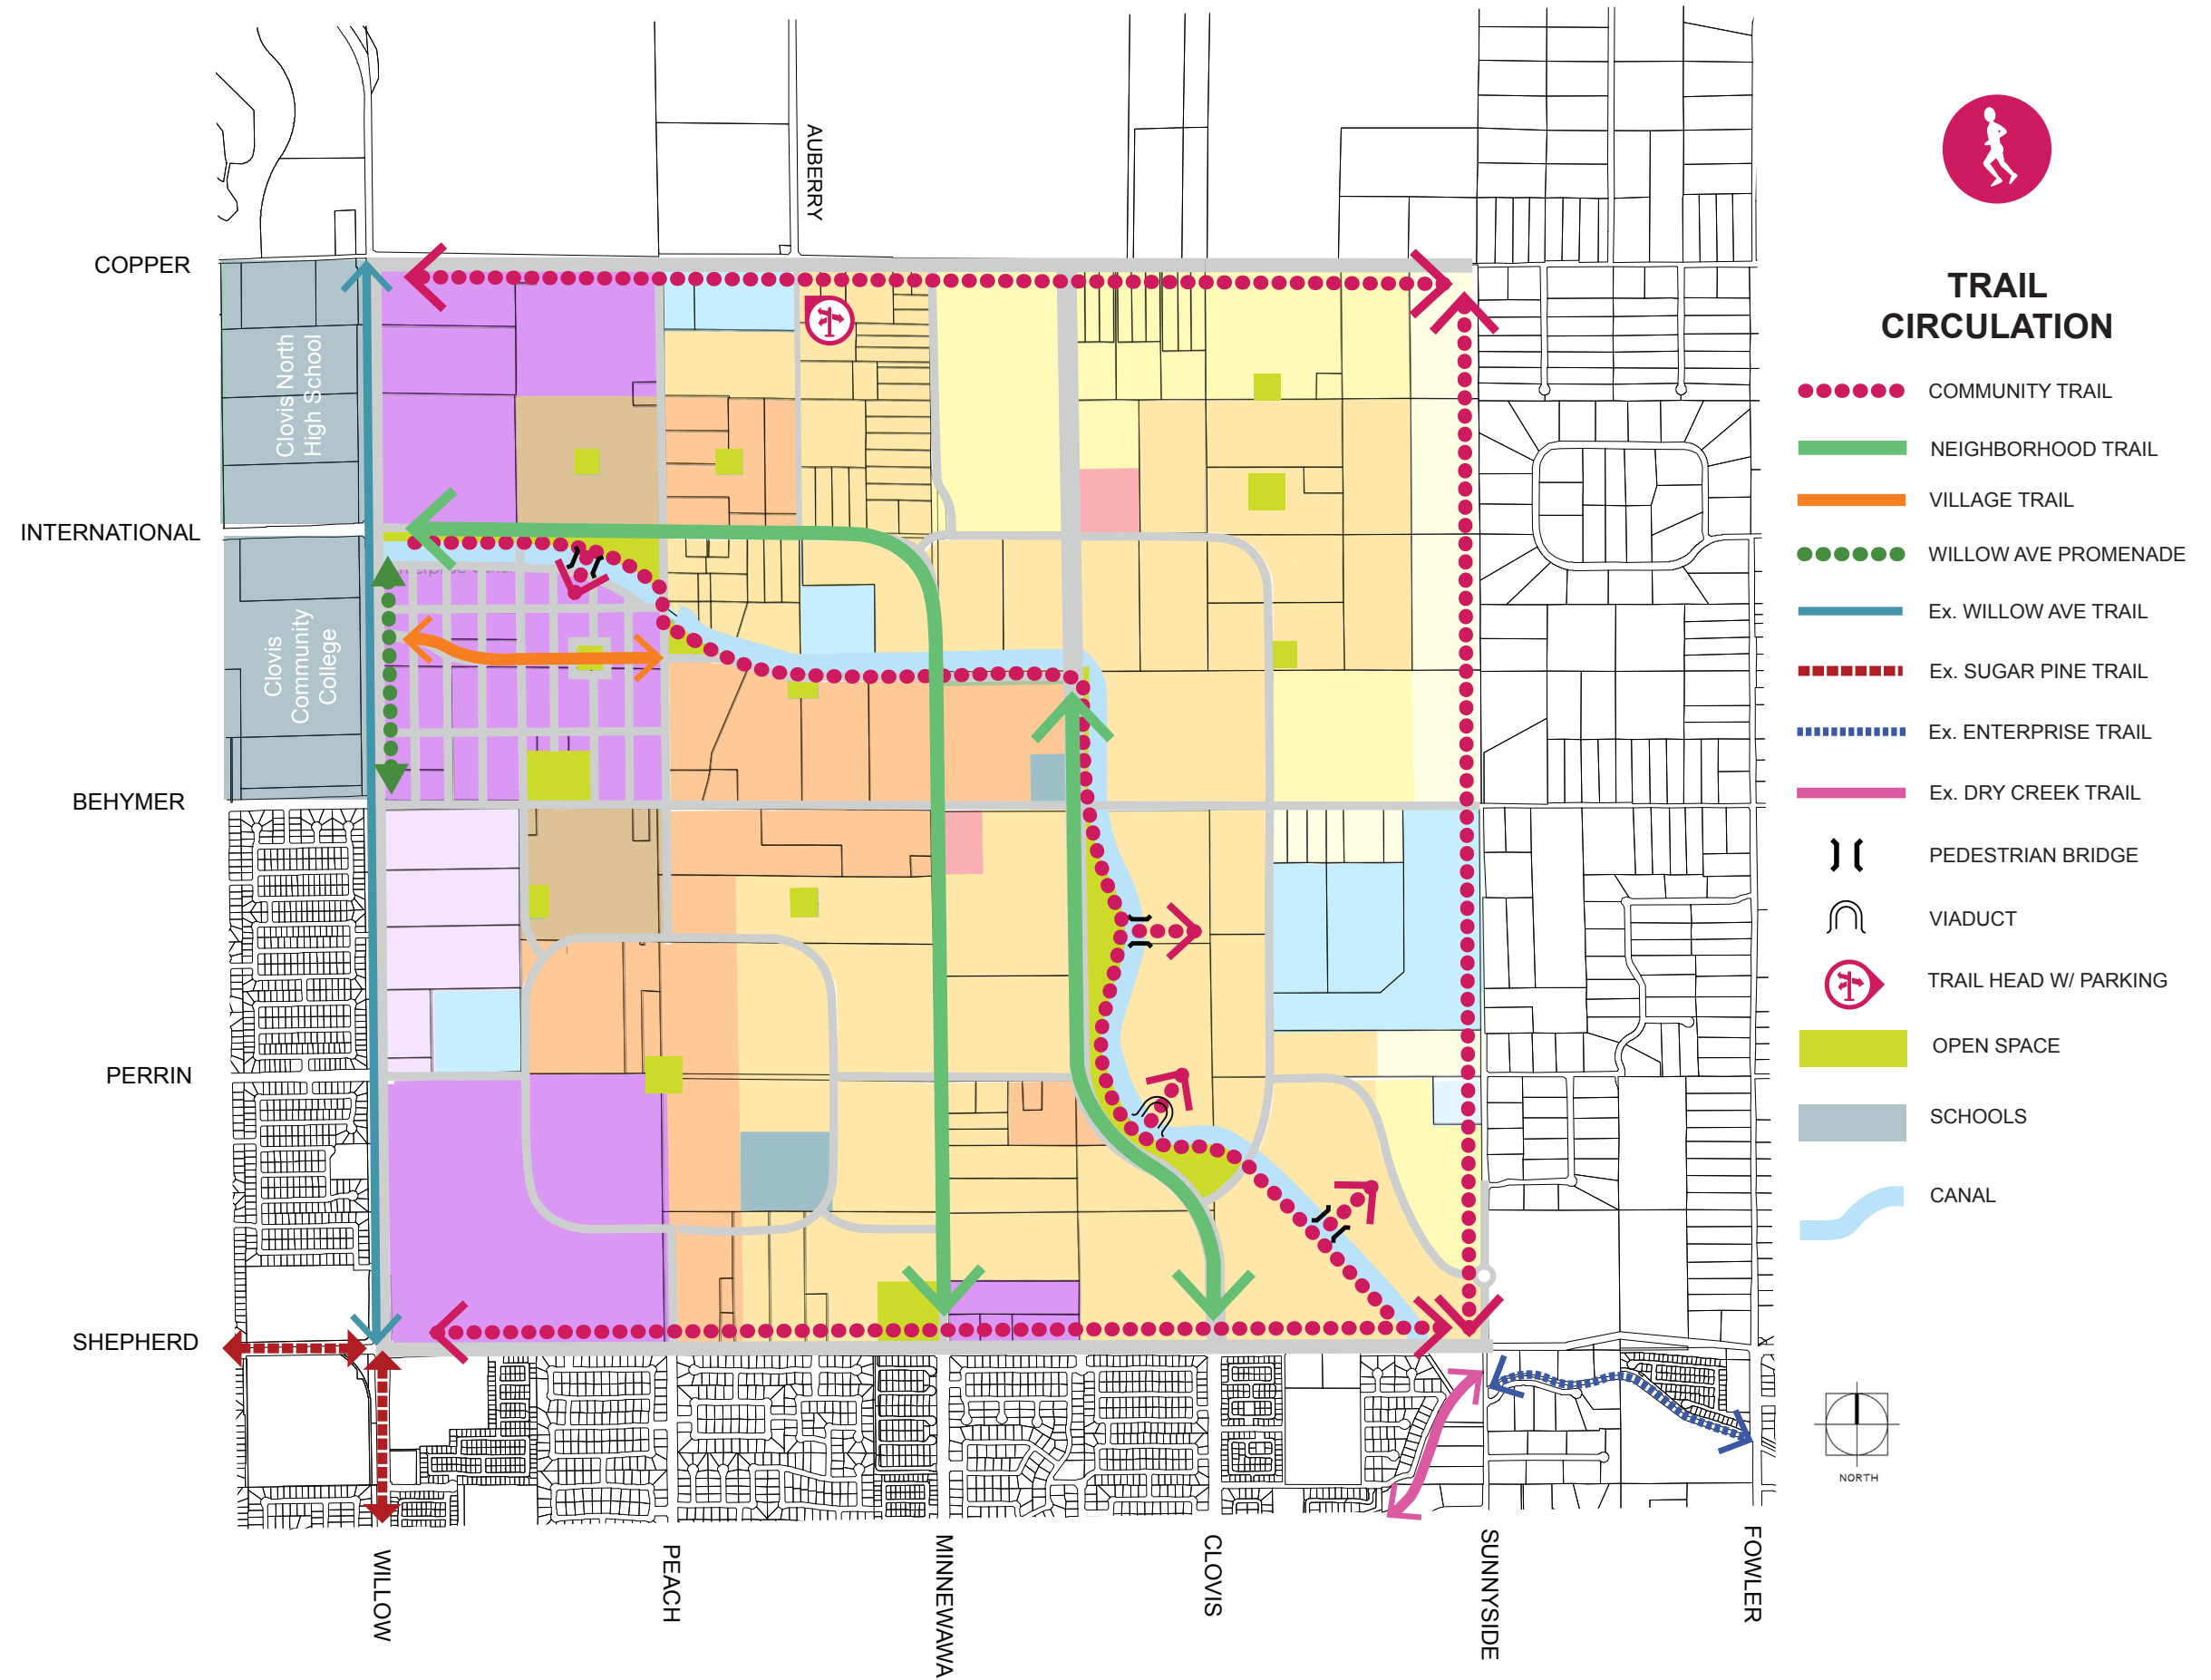 AUBERRY
COPPER
INTERNATIONAL
BEHYMER
PERRIN
SHEPHERD
Clovis North
High School
Clovis
Community
College
WILLOW
PEACH
MINNEWAWA
CLOVIS
SUNNYSIDE
FOWLER
TRAIL
CIRCULATION
COMMUNITY TRAIL
NEIGHBORHOOD TRAIL
VILLAGE TRAIL
WILLOW AVE PROMENADE
Ex. WILLOW AVE TRAIL
Ex. SUGAR PINE TRAIL
Ex. ENTERPRISE TRAIL
Ex. DRY CREEK TRAIL
PEDESTRIAN BRIDGE
VIADUCT
TRAIL HEAD W/ PARKING
OPEN SPACE
SCHOOLS
CANAL
NORTH